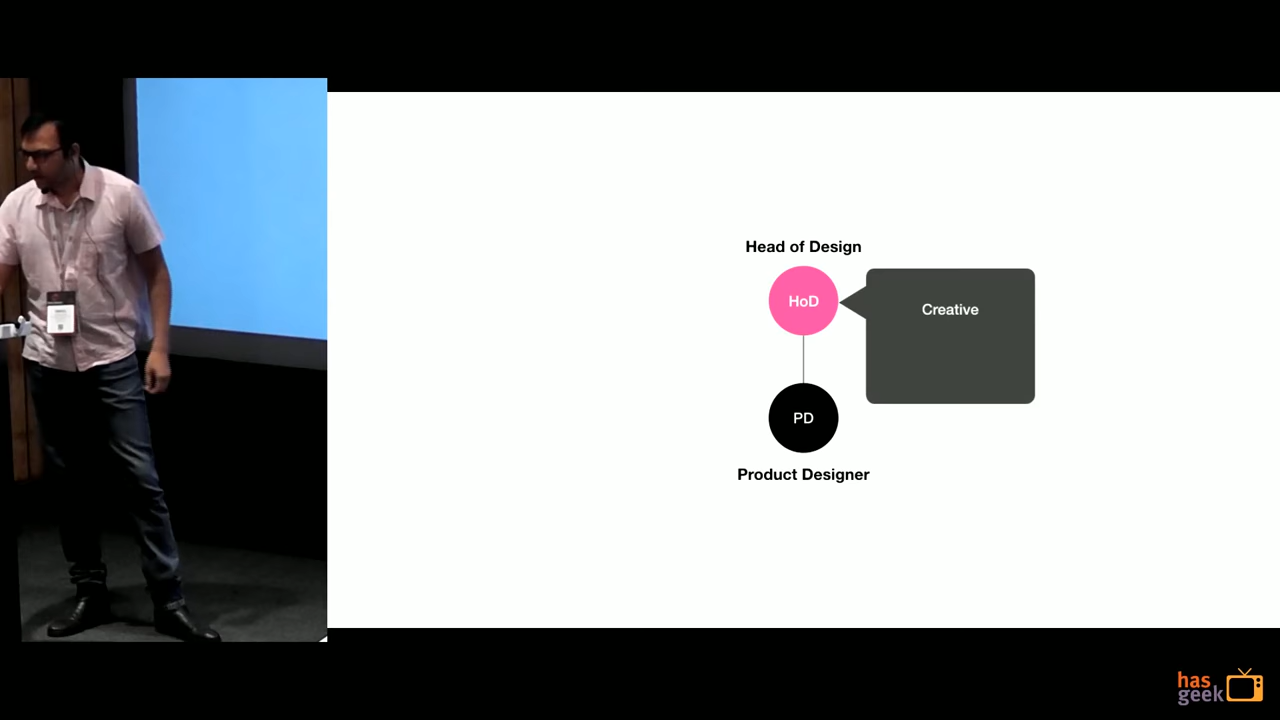 Head of Design
HoD
Creative
PD
Product Designer
has
geek